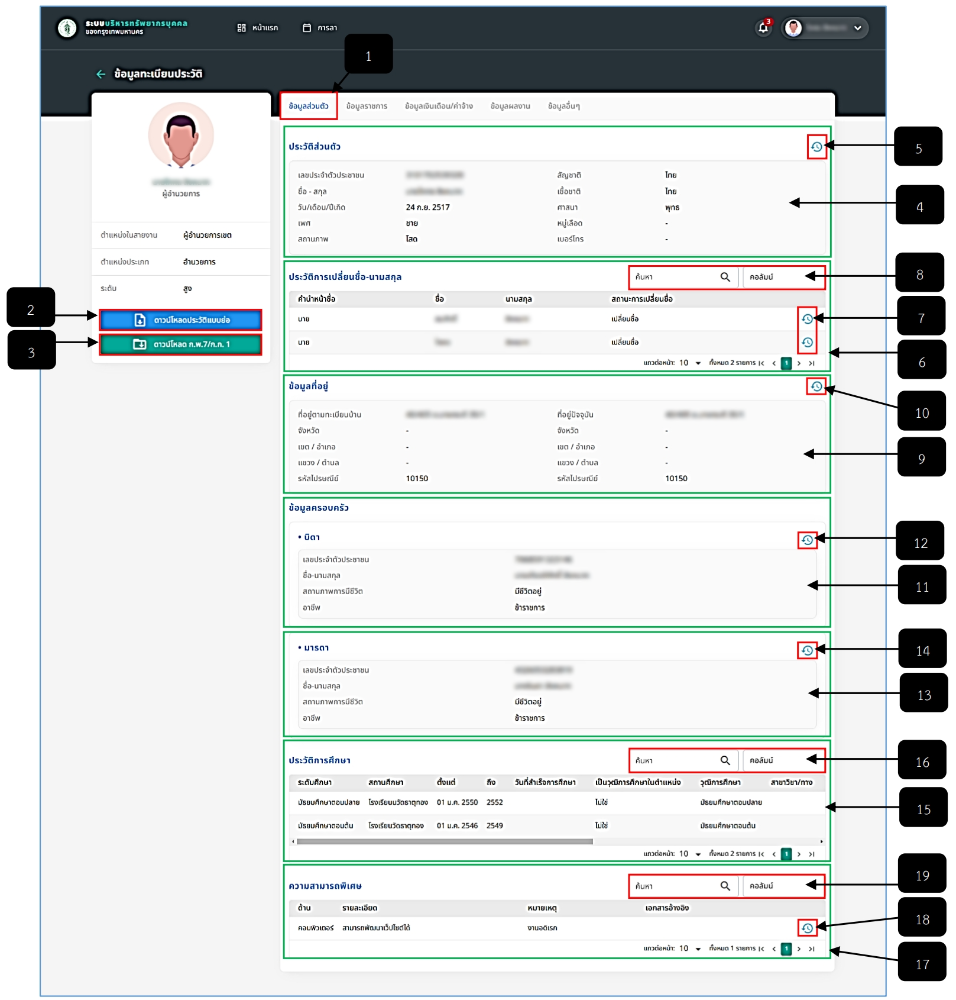 ระบบบริหารทรัพยากรบุคคล
ของกรุงเทพมหานคร
หน้าแรก การลา 3
1
ข้อมูลทะเบียนประวัติ
ผู้อำนวยการ
ตำแหน่งในสายงาน ผู้อำนวยการเขต
ตำแหน่งประเภท อำนวยการ
ระดับ สูง
2
ดาวน์โหลดประวัติแบบย่อ
3
ดาวน์โหลด ก.พ.7/ก.ก. 1
ข้อมูลส่วนตัว ข้อมูลราชการ ข้อมูลเงินเดือน/ค่าจ้าง ข้อมูลผลงาน ข้อมูลอื่นๆ
ประวัติส่วนตัว 5
เลขประจำตัวประชาชน สัญชาติ ไทย
ชื่อ - สกุล เชื้อชาติ ไทย
วัน/เดือน/ปีเกิด 24 ก.ย. 2517 ศาสนา พุทธ 4
เพศ ชาย หมู่เลือด -
สถานภาพ โสด เบอร์โทร -
ประวัติการเปลี่ยนชื่อ-นามสกุล ค้นหา คอลัมน์ 8
คำนำหน้าชื่อ ชื่อ นามสกุล สถานะการเปลี่ยนชื่อ
นาย เปลี่ยนชื่อ 7
นาย เปลี่ยนชื่อ
แถวต่อหน้า: 10 ทั้งหมด 2 รายการ 1 6
ข้อมูลที่อยู่
ที่อยู่ตามทะเบียนบ้าน ที่อยู่ปัจจุบัน 10
จังหวัด - จังหวัด -
เขต / อำเภอ - เขต / อำเภอ -
แขวง / ตำบล - แขวง / ตำบล - 9
รหัสไปรษณีย์ 10150 รหัสไปรษณีย์ 10150
ข้อมูลครอบครัว
• บิดา 12
เลขประจำตัวประชาชน
ชื่อ-นามสกุล
สถานภาพการมีชีวิต มีชีวิตอยู่ 11
อาชีพ ข้าราชการ
• มารดา 14
เลขประจำตัวประชาชน
ชื่อ-นามสกุล
สถานภาพการมีชีวิต มีชีวิตอยู่ 13
อาชีพ ข้าราชการ
ประวัติการศึกษา ค้นหา คอลัมน์ 16
ระดับศึกษา สถานศึกษา ตั้งแต่ ถึง วันที่สำเร็จการศึกษา เป็นวุฒิการศึกษาในตำแหน่ง วุฒิการศึกษา สาขาวิชา/ทาง
มัธยมศึกษาตอนปลาย โรงเรียนนวัดธาตุทอง 01 ม.ค. 2550 2552 ไม่ใช่ มัธยมศึกษาตอนปลาย 15
มัธยมศึกษาตอนต้น โรงเรียนวัดธาตุทอง 01 ม.ค. 2546 2549 ไม่ใช่ มัธยมศึกษาตอนต้น
แถวต่อหน้า: 10 ทั้งหมด 2 รายการ 1
ความสามารถพิเศษ ค้นหา คอลัมน์ 19
ด้าน รายละเอียด หมายเหตุ เอกสารอ้างอิง
คอมพิวเตอร์ สามารถพัฒนาเว็ปไซต์ได้ งานอดิเรก 18
แถวต่อหน้า: 10 ทั้งหมด 1 รายการ 1 17